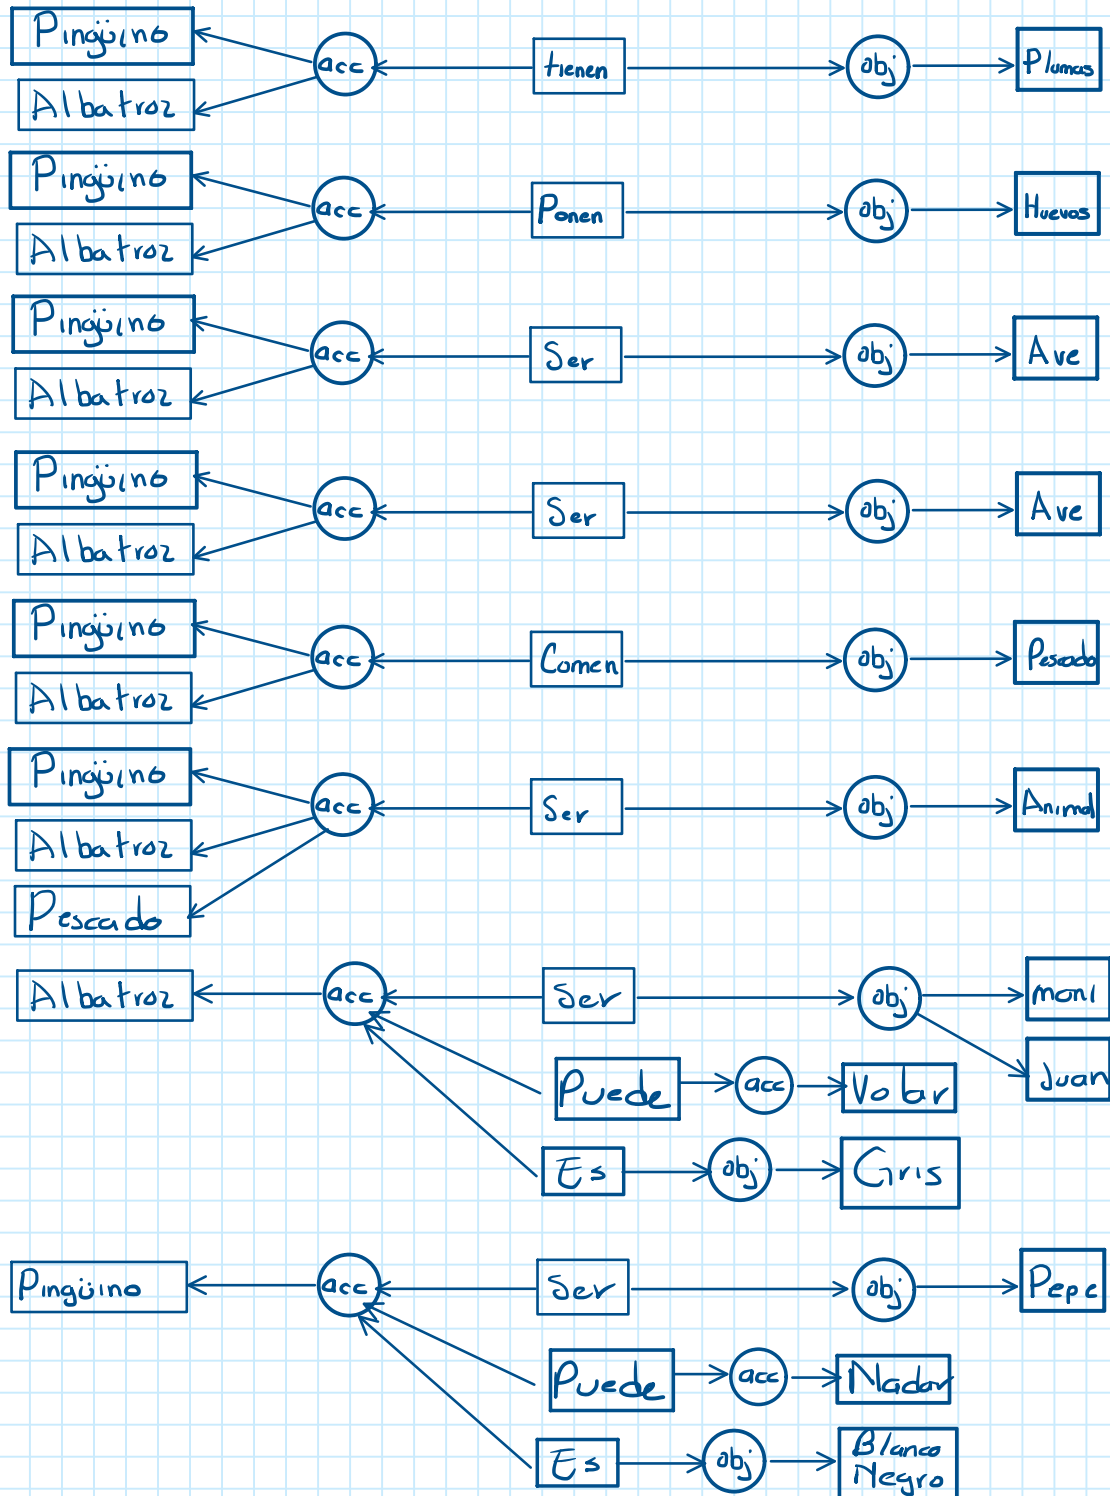 Pingüino
acc
tienen
obj
Plumas
Albatroz
Pingüino
acc
Ponen
obj
Huevos
Albatroz
Pingüino
acc
Ser
obj
Ave
Albatroz
Pingüino
acc
Ser
obj
Ave
Albatroz
Pingüino
acc
Comen
obj
Pescado
Albatroz
Pingüino
acc
Ser
obj
Animal
Albatroz
Pescado
Albatroz
acc
Ser
obj
moni
Juan
Puede
acc
Volar
Es
obj
Gris
Pingüino
acc
Ser
obj
Pepe
Puede
acc
Nadar
Es
obj
Blanco
Negro